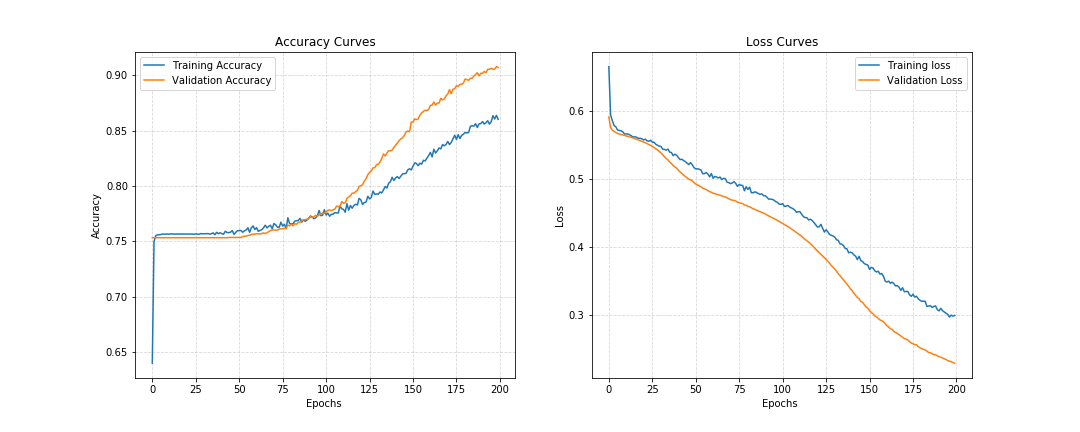 Accuracy Curves
Training Accuracy
Validation Accuracy
0.90
0.85
0.80
0.75
0.70
0.65
Accuracy
0 25 50 75 100 125 150 175 200
Epochs
Loss Curves
Training loss
Validation Loss
0.6
0.5
0.4
0.3
Loss
0 25 50 75 100 125 150 175 200
Epochs